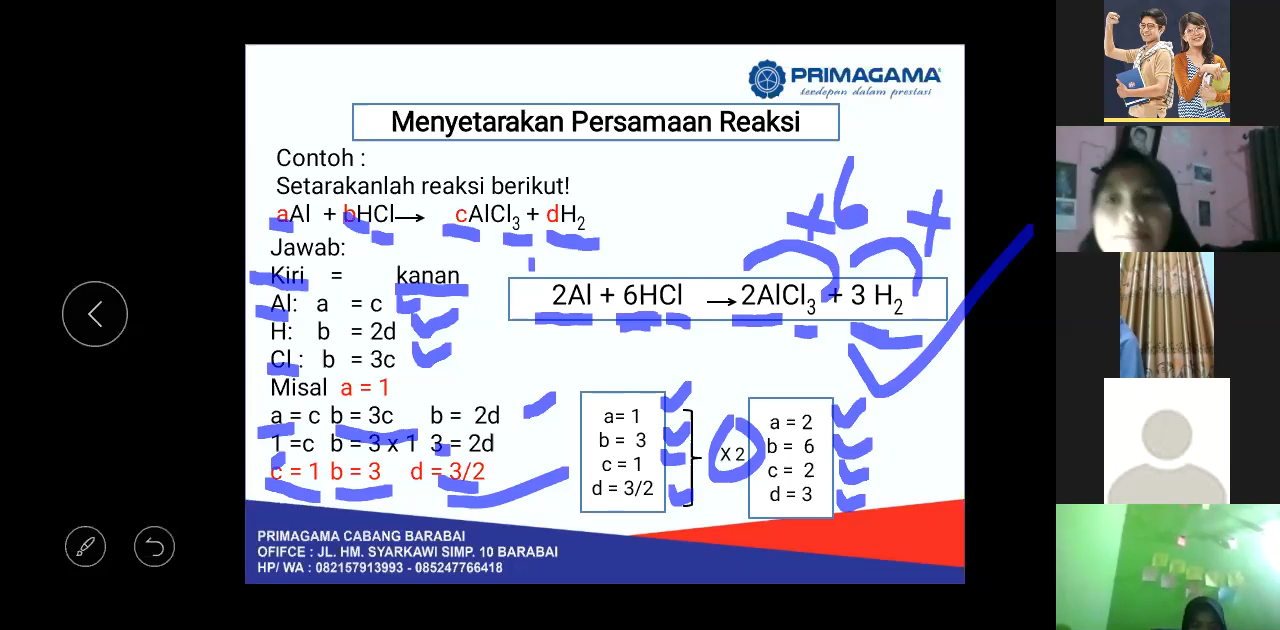 PRIMAGAMA
terdepan dalam prestasi
Menyetarakan Persamaan Reaksi
Contoh :
Setarakanlah reaksi berikut!
aAl + bHCl → cAlCl₃ + dH₂
Jawab:
Kiri = kanan
Al: a = c
H: b = 2d
Cl : b = 3c
Misal a = 1
a = c b = 3c b = 2d
1 =c b = 3 x 1 3 = 2d
c = 1 b = 3 d = 3/2
+6 +
2Al + 6HCl → 2AlCl₃ + 3 H₂
a= 1
b = 3
c = 1
d = 3/2
X 2
a = 2
b = 6
c = 2
d = 3
PRIMAGAMA CABANG BARABAI
OFIFCE : JL. HM. SYARKAWI SIMP. 10 BARABAI
HP/ WA : 082157913993 - 085247766418